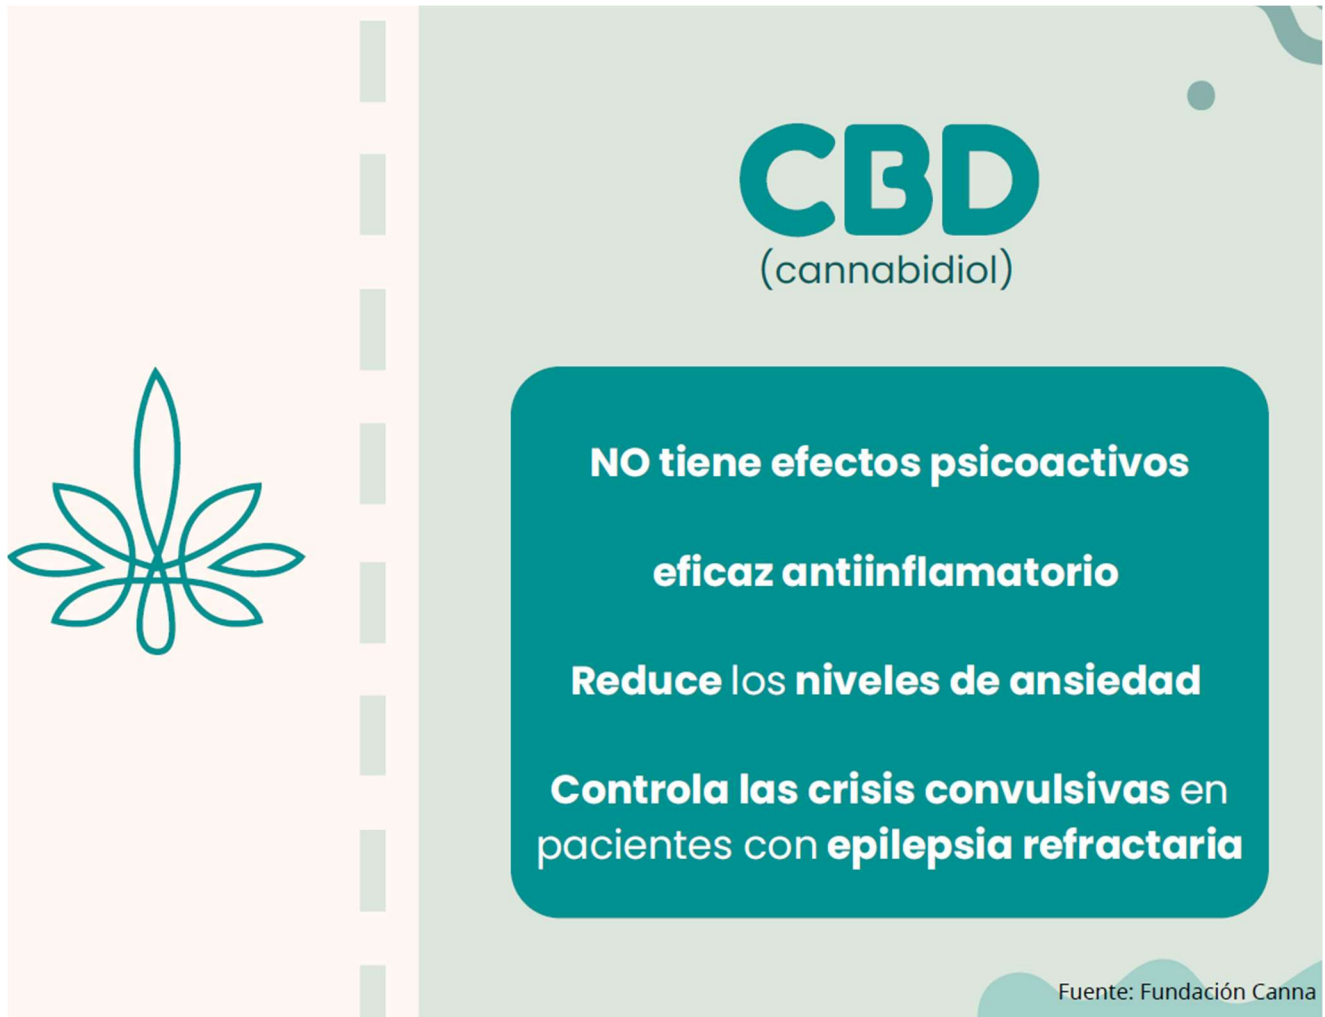 CBD
(cannabidiol)
NO tiene efectos psicoactivos
eficaz antiinflamatorio
Reduce los niveles de ansiedad
Controla las crisis convulsivas en
pacientes con epilepsia refractaria
Fuente: Fundación Canna